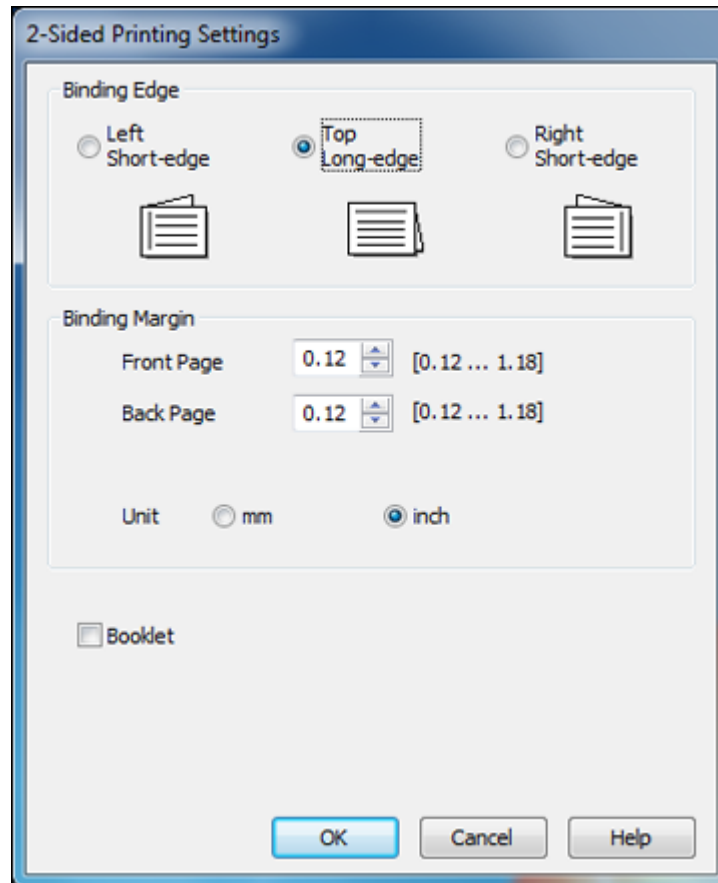 2-Sided Printing Settings
Binding Edge
Left
Short-edge
Top
Long-edge
Right
Short-edge
Binding Margin
Front Page 0.12 [0.12 ... 1.18]
Back Page 0.12 [0.12 ... 1.18]
Unit mm inch
Booklet
OK Cancel Help